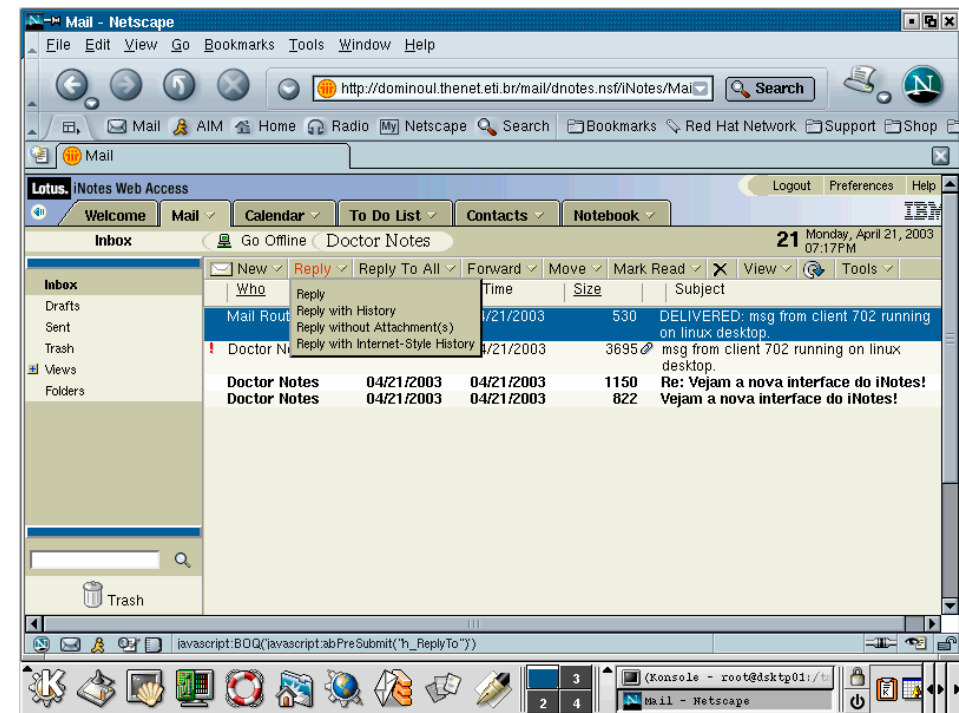 Mail - Netscape
File Edit View Go Bookmarks Tools Window Help
http://dominoul.thenet.eti.br/mail/dnotes.nsf/iNotes/Mai
Search
N
Mail AIM Home Radio My Netscape Search Bookmarks Red Hat Network Support Shop
Mail
Lotus. iNotes Web Access
Logout Preferences Help
Welcome Mail Calendar To Do List Contacts Notebook
IBM
Inbox
Go Offline Doctor Notes
21 Monday, April 21, 2003
07:17PM
New Reply Reply To All Forward Move Mark Read View Tools
Inbox
Drafts
Sent
Trash
Views
Folders
Who Time Size Subject
Reply
Reply with History
Reply without Attachment(s)
Reply with Internet-Style History
Mail Rout 4/21/2003 530 DELIVERED: msg from client 702 running
on linux desktop.
! Doctor N 4/21/2003 3695 msg from client 702 running on linux
desktop.
Doctor Notes 04/21/2003 04/21/2003 1150 Re: Vejam a nova interface do iNotes!
Doctor Notes 04/21/2003 04/21/2003 822 Vejam a nova interface do iNotes!
Trash
javascript:BOQ('javascript:abPreSubmit("h_ReplyTo")')
3
2 4
(Konsole - root@dsktp01:/t
Mail - Netscape